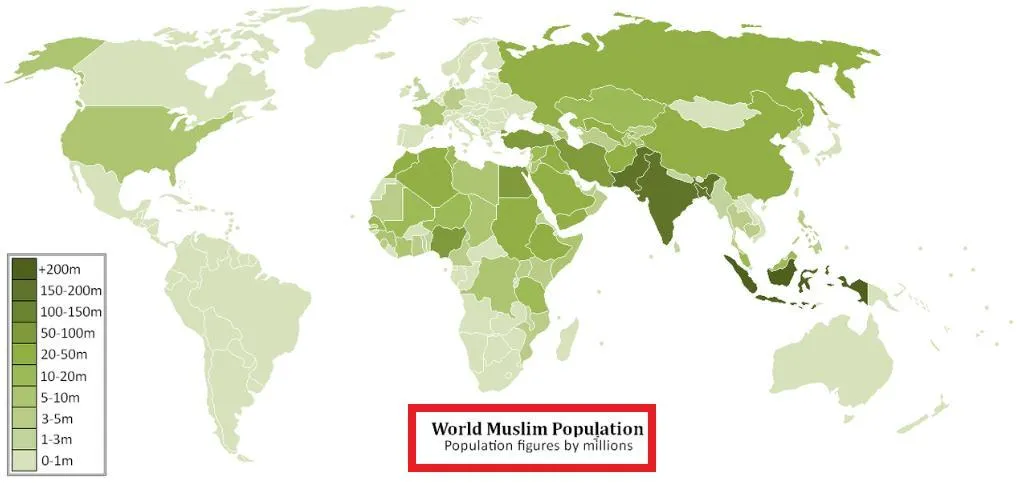 +200m
150-200m
100-150m
50-100m
20-50m
10-20m
5-10m
3-5m
1-3m
0-1m
World Muslim Population
Population figures by millions